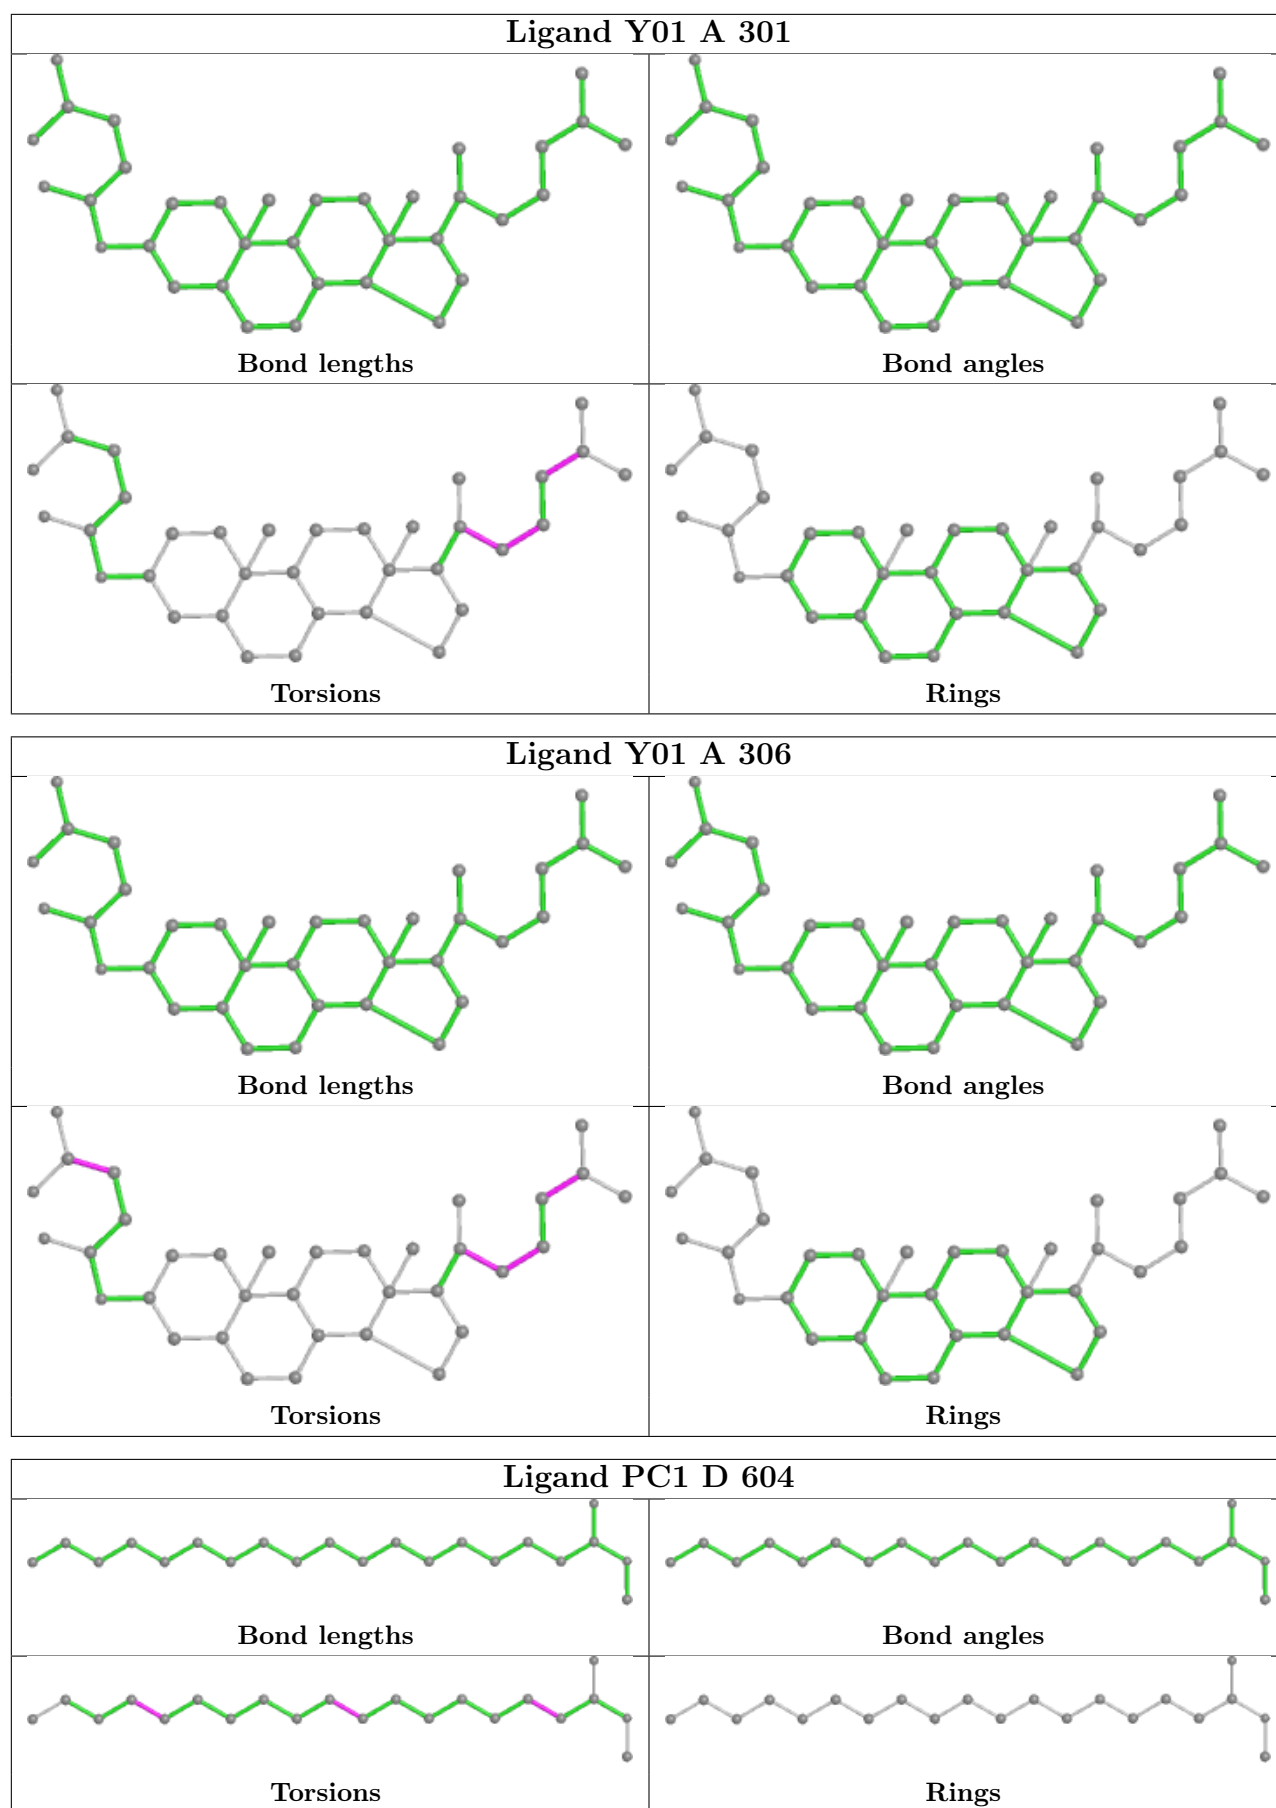 Ligand Y01 A 301
Bond lengths
Bond angles
Torsions
Rings
Ligand Y01 A 306
Bond lengths
Bond angles
Torsions
Rings
Ligand PC1 D 604
Bond lengths
Bond angles
Torsions
Rings